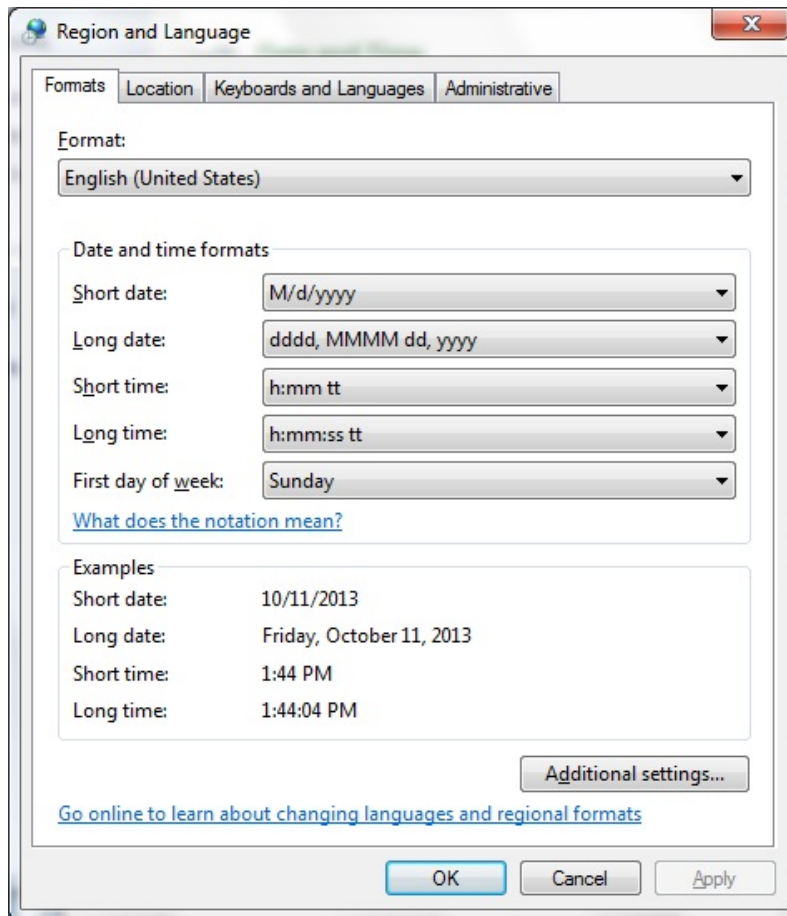 Region and Language
Formats Location Keyboards and Languages Administrative
Format:
English (United States)
Date and time formats
Short date: M/d/yyyy
Long date: dddd, MMMM dd, yyyy
Short time: h:mm tt
Long time: h:mm:ss tt
First day of week: Sunday
What does the notation mean?
Examples
Short date: 10/11/2013
Long date: Friday, October 11, 2013
Short time: 1:44 PM
Long time: 1:44:04 PM
Additional settings...
Go online to learn about changing languages and regional formats
OK Cancel Apply